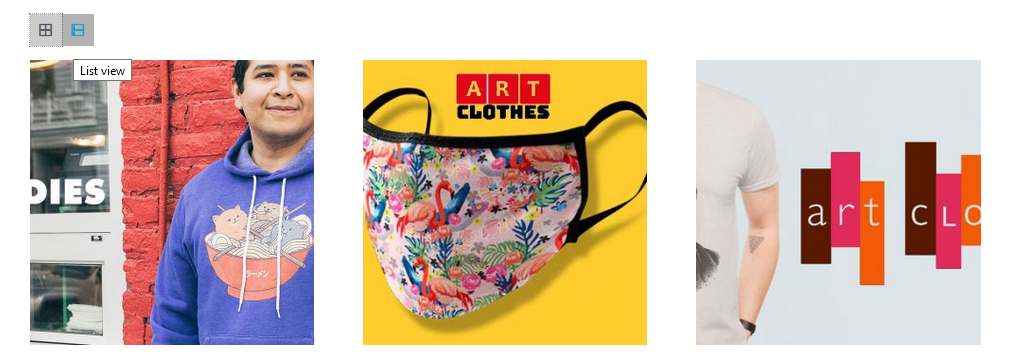 List view
DIES
ラーメン
ART
CLOTHES
art CLO